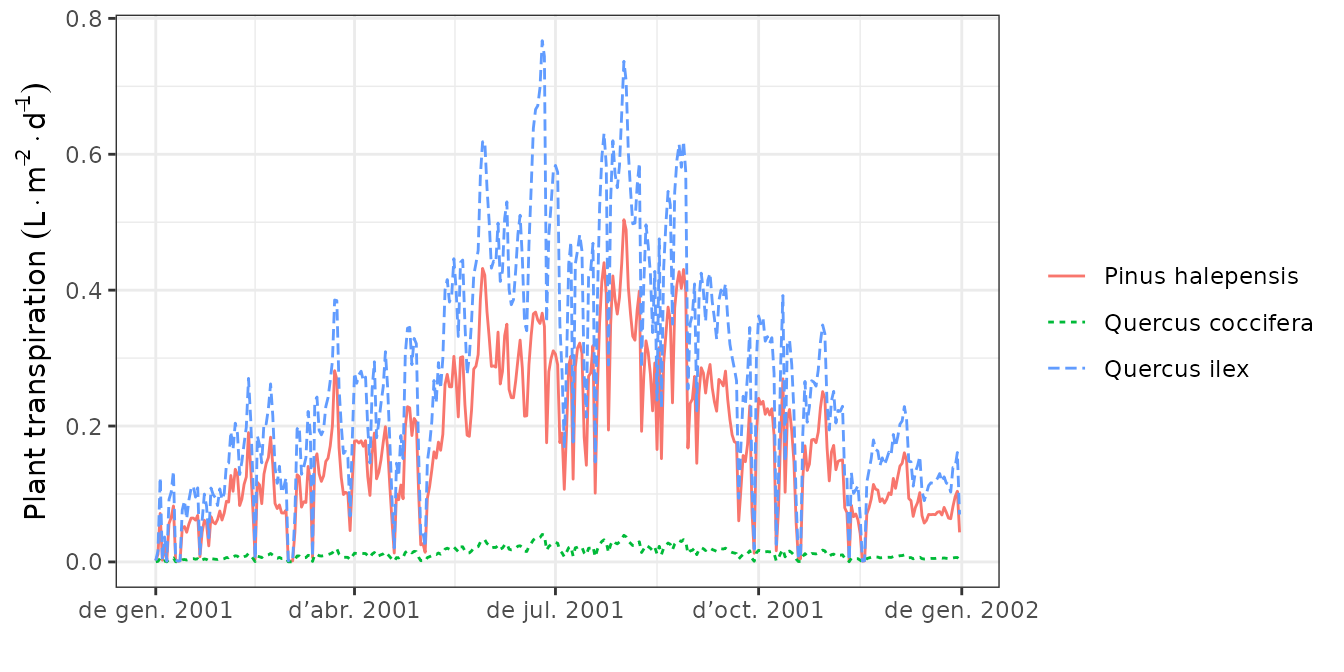 Plant transpiration (L · m⁻² · d⁻¹)
0.8
0.6
0.4
0.2
0.0
de gen. 2001
d’abr. 2001
de jul. 2001
d’oct. 2001
de gen. 2002
Pinus halepensis
Quercus coccifera
Quercus ilex